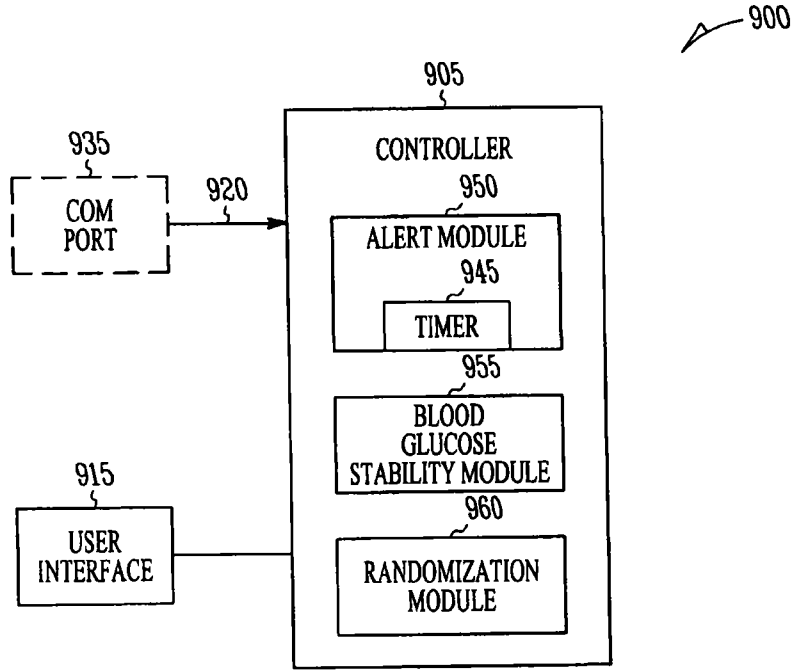 900
905
CONTROLLER
935
COM
PORT
920
950
ALERT MODULE
945
TIMER
955
BLOOD
GLUCOSE
STABILITY MODULE
915
USER
INTERFACE
960
RANDOMIZATION
MODULE